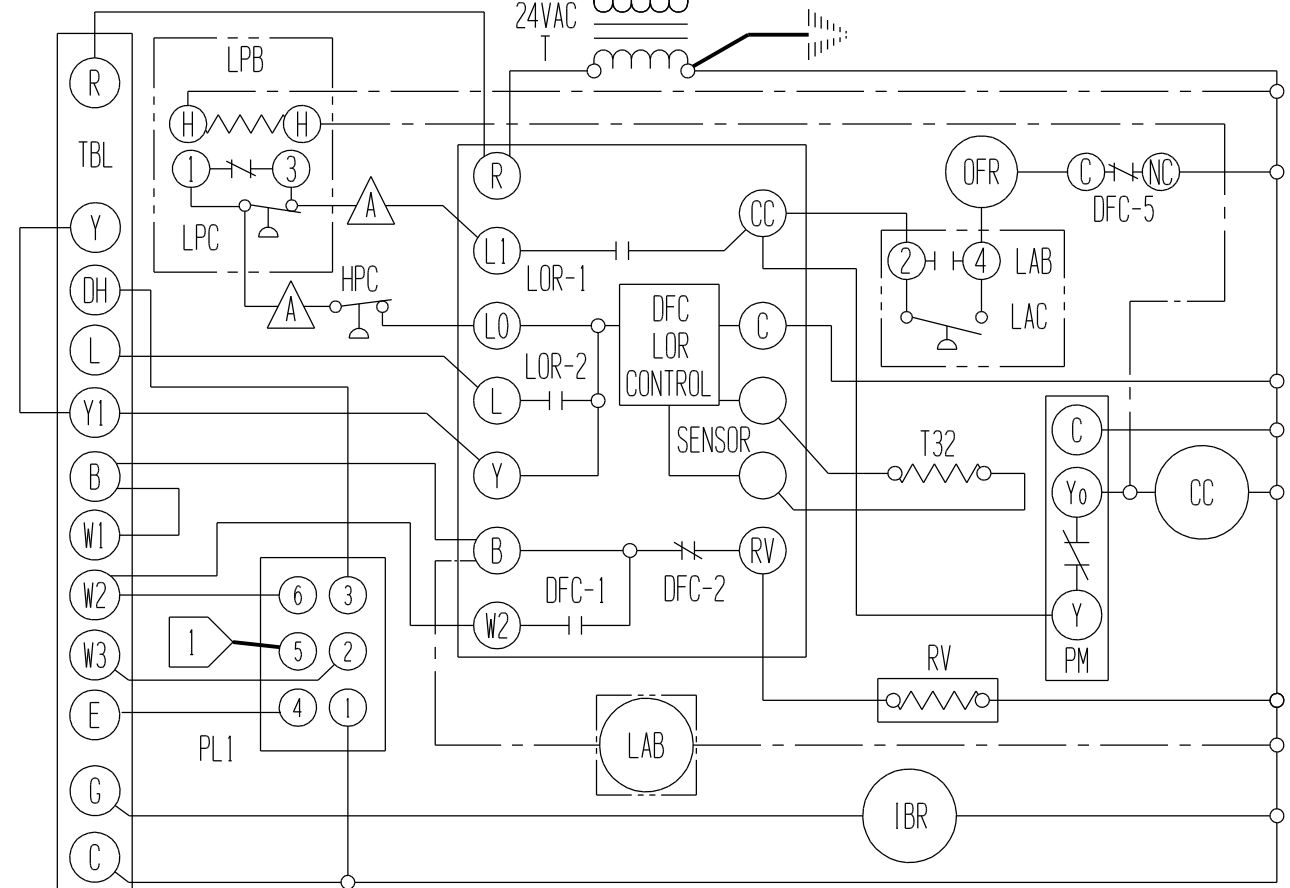 24VAC
T
LPB
R
H H
TBL
1 3
R
OFR C NC
DFC-5
A
CC
Y
LPC
L1
LOR-1
2 4 LAB
HPC
DH
A
DFC
LOR
CONTROL
LAC
LO
C
L
LOR-2
L
Y1
SENSOR
T32
C
B
Y
Yo
CC
W1
B
RV
DFC-1
DFC-2
W2
6 3
W2
Y
1
5 2
W3
RV
PM
E
4 1
PL1
LAB
G
IBR
C